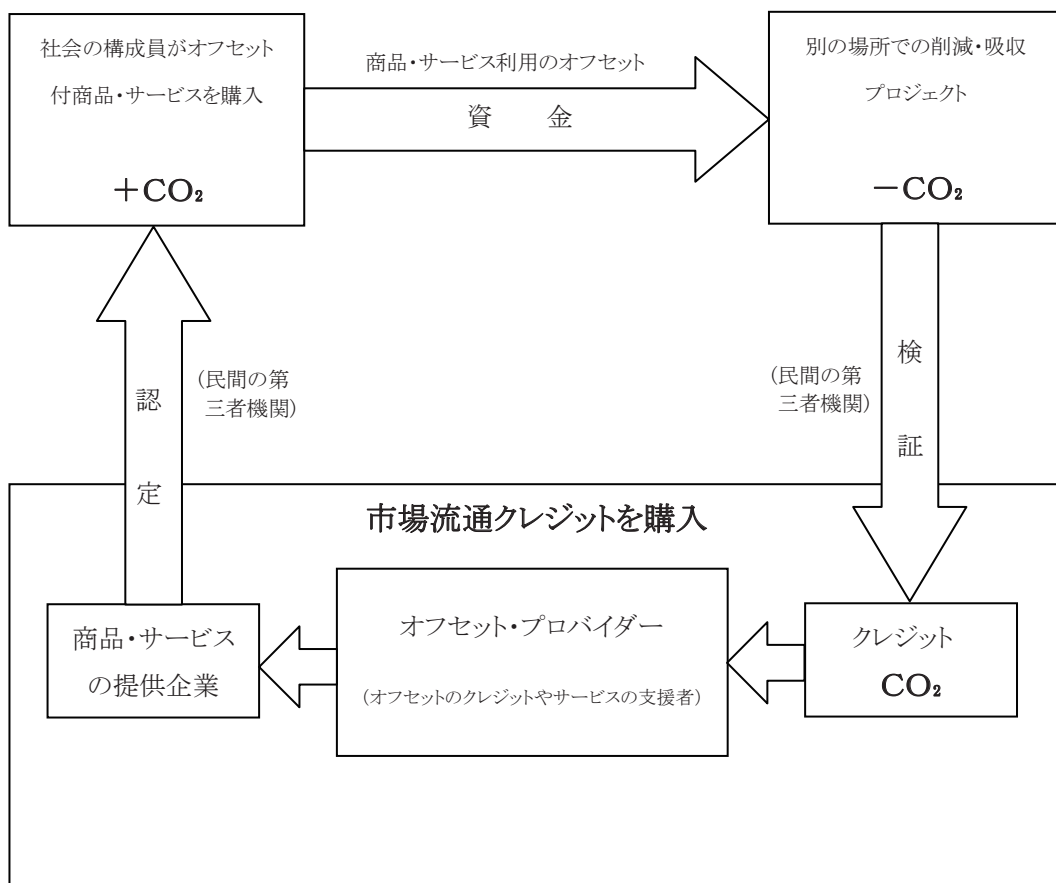 社会の構成員がオフセット
付商品・サービスを購入
＋CO₂
商品・サービス利用のオフセット
資　金
別の場所での削減・吸収
プロジェクト
－CO₂
認定
(民間の第
三者機関)
(民間の第
三者機関)
検証
市場流通クレジットを購入
商品・サービス
の提供企業
オフセット・プロバイダー
(オフセットのクレジットやサービスの支援者)
クレジット
CO₂